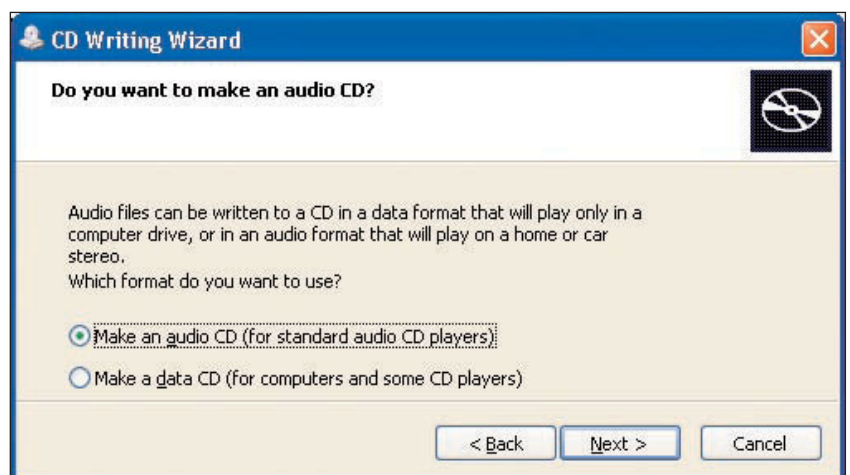 CD Writing Wizard
Do you want to make an audio CD?
Audio files can be written to a CD in a data format that will play only in a
computer drive, or in an audio format that will play on a home or car
stereo.
Which format do you want to use?
Make an audio CD (for standard audio CD players)
Make a data CD (for computers and some CD players)
< Back Next > Cancel